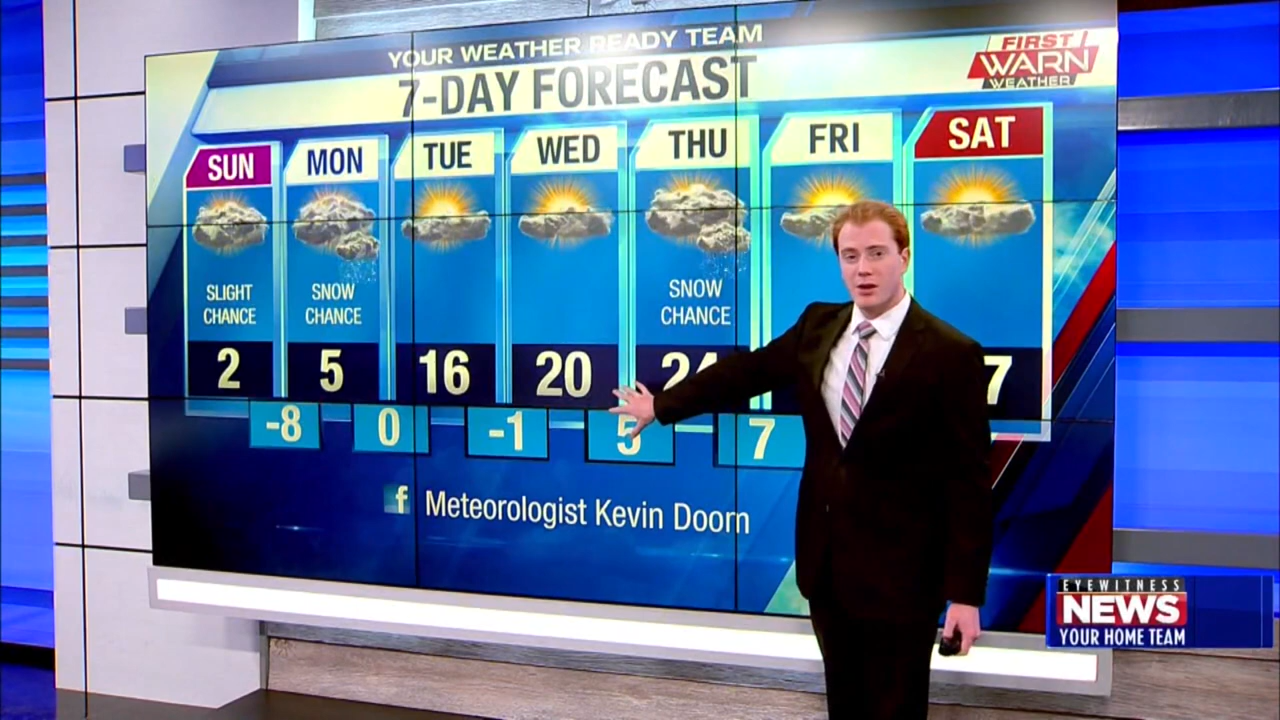 YOUR WEATHER READY TEAM
7-DAY FORECAST
FIRST
WARN
WEATHER
SUN MON TUE WED THU FRI SAT
SLIGHT CHANCE
SNOW CHANCE
SNOW CHANCE
2 5 16 20
-8 0 -1 5 7
f Meteorologist Kevin Doorn
EYEWITNESS
NEWS
YOUR HOME TEAM